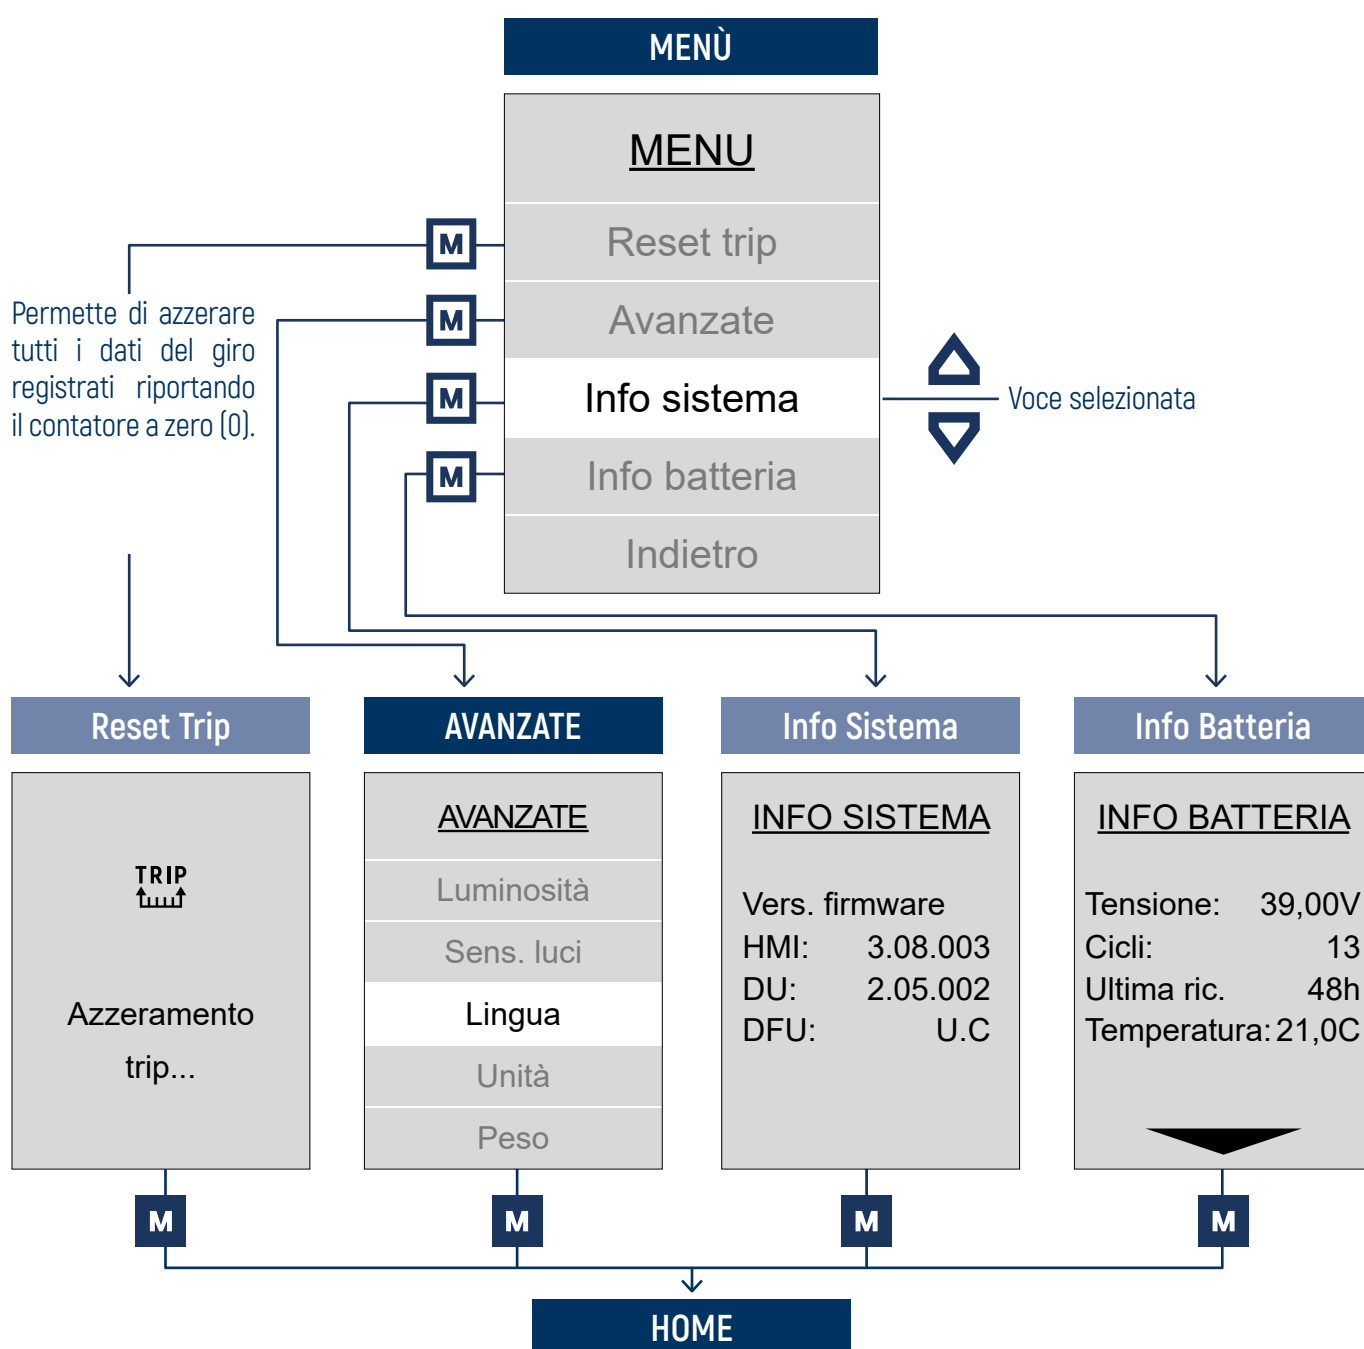 MENÙ
MENU
M
Reset trip
M
Avanzate
M
Info sistema
M
Info batteria
Indietro
Permette di azzerare
tutti i dati del giro
registrati riportando
il contatore a zero (0).
Voce selezionata
Reset Trip
TRIP
Azzeramento
trip...
AVANZATE
AVANZATE
Luminosità
Sens. luci
Lingua
Unità
Peso
Info Sistema
INFO SISTEMA
Vers. firmware
HMI: 3.08.003
DU: 2.05.002
DFU: U.C
Info Batteria
INFO BATTERIA
Tensione: 39,00V
Cicli: 13
Ultima ric. 48h
Temperatura: 21,0C
M
M
M
M
HOME